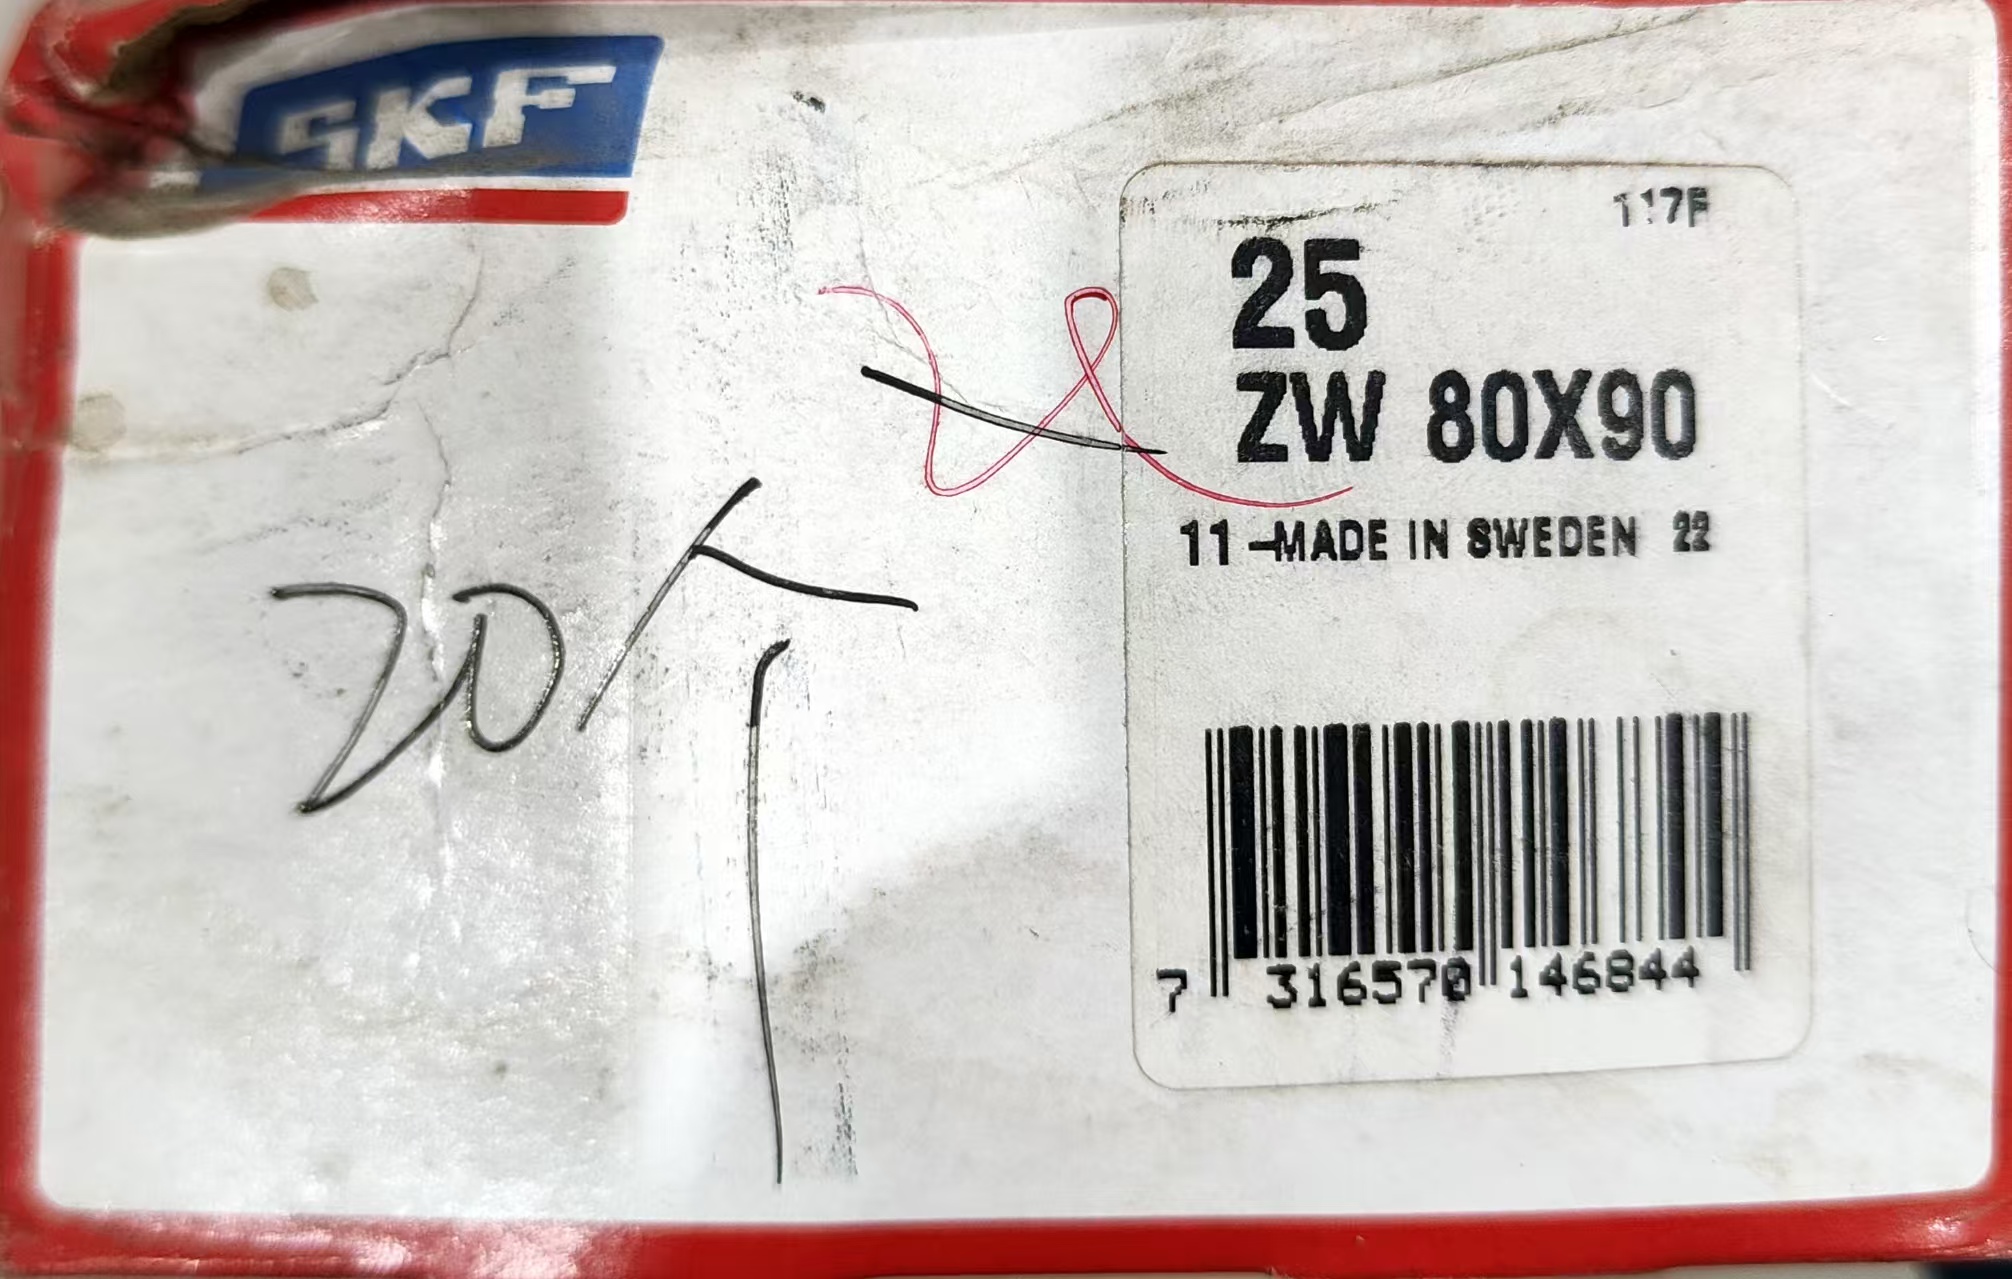 SKF
117F
25
ZW 80X90
11 – MADE IN SWEDEN 22
20个
7 316570 146844